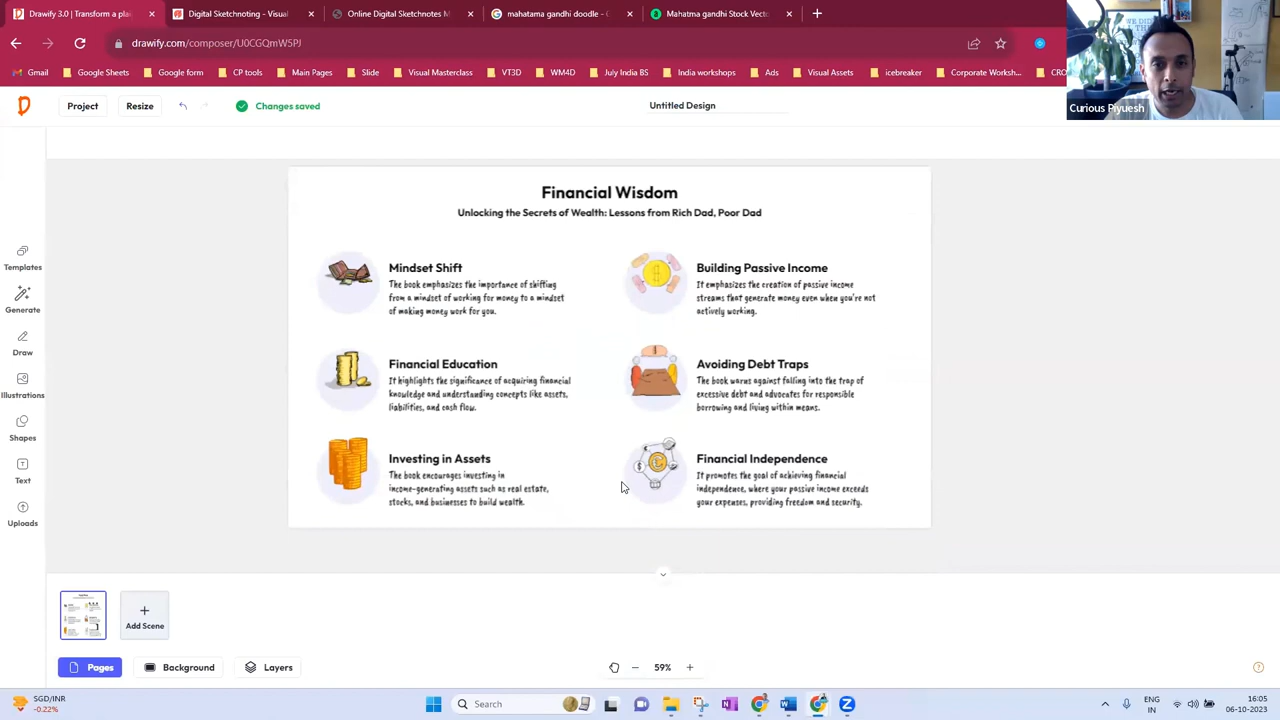 Drawify 3.0 | Transform a pla
Digital Sketchnoting - Visual
Online Digital Sketchnotes M
mahatama gandhi doodle - G
Mahatma gandhi Stock Vecto
drawify.com/composer/U0CGQmW5PJ
Gmail
Google Sheets
Google form
CP tools
Main Pages
Slide
Visual Masterclass
VT3D
WM4D
July India BS
India workshops
Ads
Visual Assets
icebreaker
Corporate Worksh...
CRO
Curious Piyuesh
Project
Resize
Changes saved
Untitled Design
Templates
Generate
Draw
Illustrations
Shapes
Text
Uploads
Financial Wisdom
Unlocking the Secrets of Wealth: Lessons from Rich Dad, Poor Dad
Mindset Shift
The book emphasizes the importance of shifting
from a mindset of working for money to a mindset
of making money work for you.
Building Passive Income
It emphasizes the creation of passive income
streams that generate money even when you're not
actively working.
Financial Education
It highlights the significance of acquiring financial
knowledge and understanding concepts like assets,
liabilities, and cash flow.
Avoiding Debt Traps
The book warns against falling into the trap of
excessive debt and advocates for responsible
borrowing and living within means.
Investing in Assets
The book encourages investing in
income-generating assets such as real estate,
stocks, and businesses to build wealth.
Financial Independence
It promotes the goal of achieving financial
independence, where your passive income exceeds
your expenses, providing freedom and security.
Add Scene
Pages
Background
Layers
59%
SGD/INR
-0.22%
Search
ENG
IN
16:05
06-10-2023